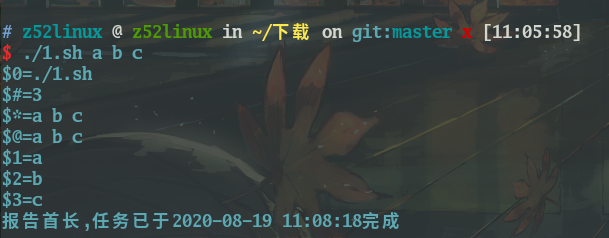 # z52linux @ z52linux in ~/下载 on git:master x [11:05:58]
$ ./1.sh a b c
$0=./1.sh
$#=3
$*=a b c
$@=a b c
$1=a
$2=b
$3=c
报告首长,任务已于2020-08-19 11:08:18完成